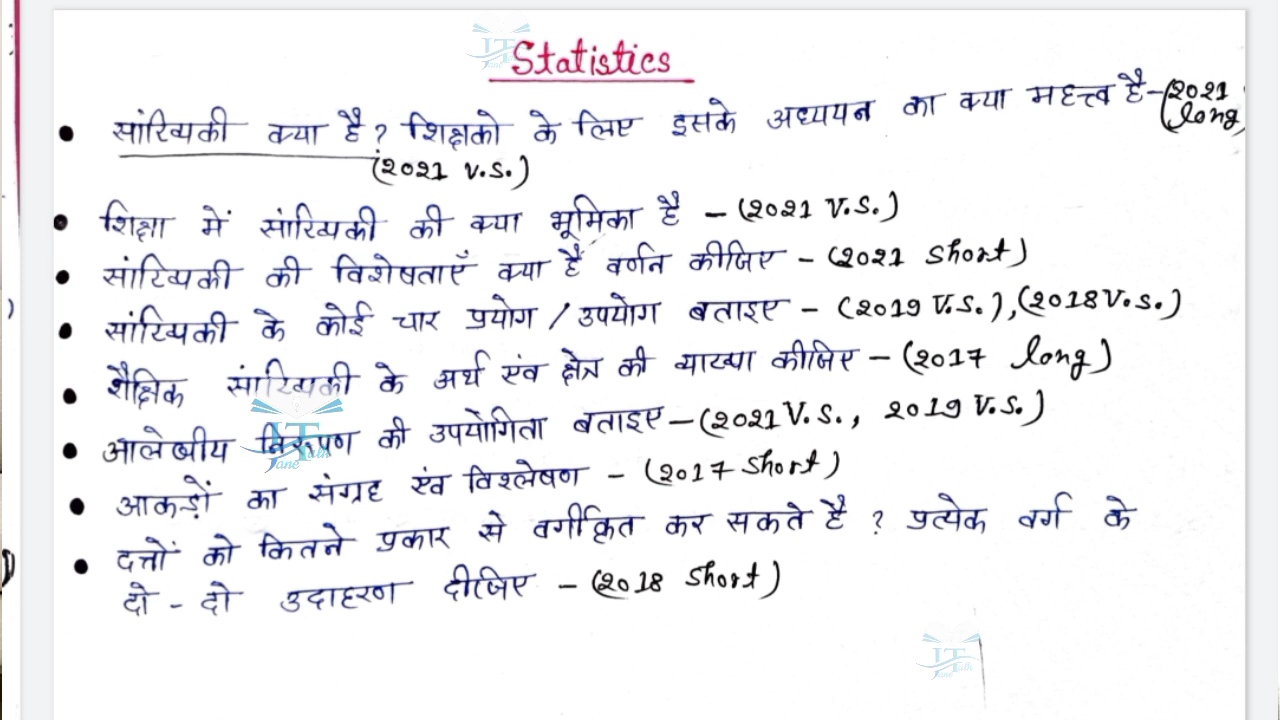 Statistics
• सांख्यिकी क्या है? शिक्षको के लिए इसके अध्ययन का क्या महत्त्व है - (2021 long)
(2021 V.S.)
• शिक्षा में सांख्यिकी की क्या भूमिका है - (2021 V.S.)
• सांख्यिकी की विशेषताएँ क्या हैं वर्णन कीजिए - (2021 Short)
• सांख्यिकी के कोई चार प्रयोग / उपयोग बताइए - (2019 V.S.), (2018 V.S.)
• शैक्षिक सांख्यिकी के अर्थ एंव क्षेत्र की व्याख्या कीजिए - (2017 long)
• आलेखीय निरूपण की उपयोगिता बताइए - (2021 V.S., 2019 V.S.)
• आकड़ों का संग्रह एंव विश्लेषण - (2017 Short)
• दत्तों को कितने प्रकार से वर्गीकृत कर सकते है ? प्रत्येक वर्ग के
दो - दो उदाहरण दीजिए - (2018 Short)